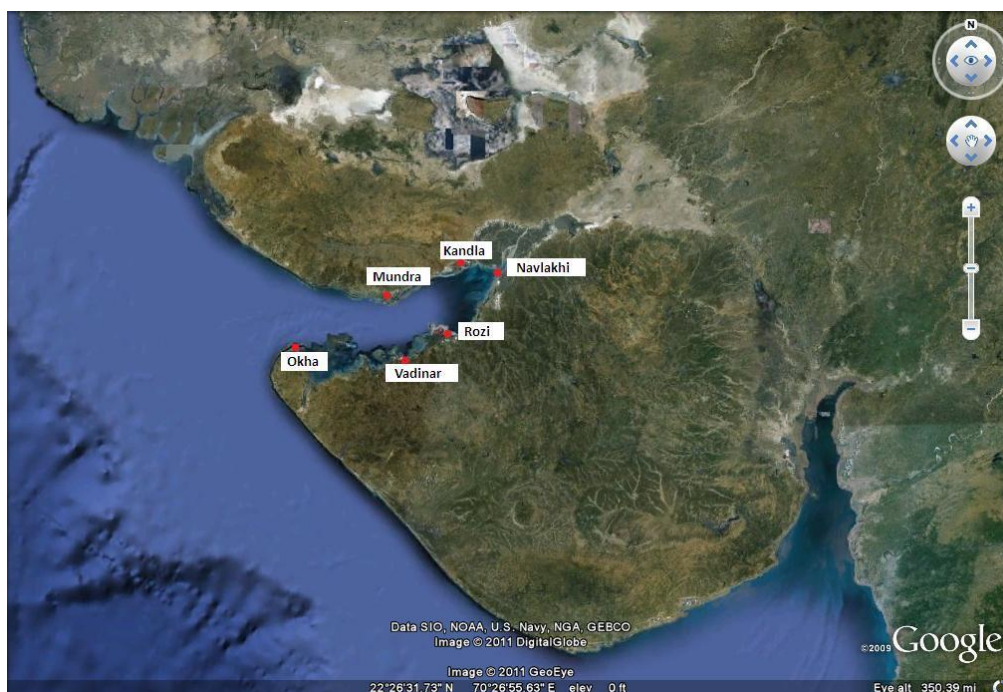 N
Kandla
Navlakhi
Mundra
Rozi
Okha
Vadinar
Data SIO, NOAA, U.S. Navy, NGA, GEBCO
Image © 2011 DigitalGlobe
©2009 Google
Image © 2011 GeoEye
22°26'31.73" N 70°26'55.63" E elev 0 ft Eye alt 350.39 mi